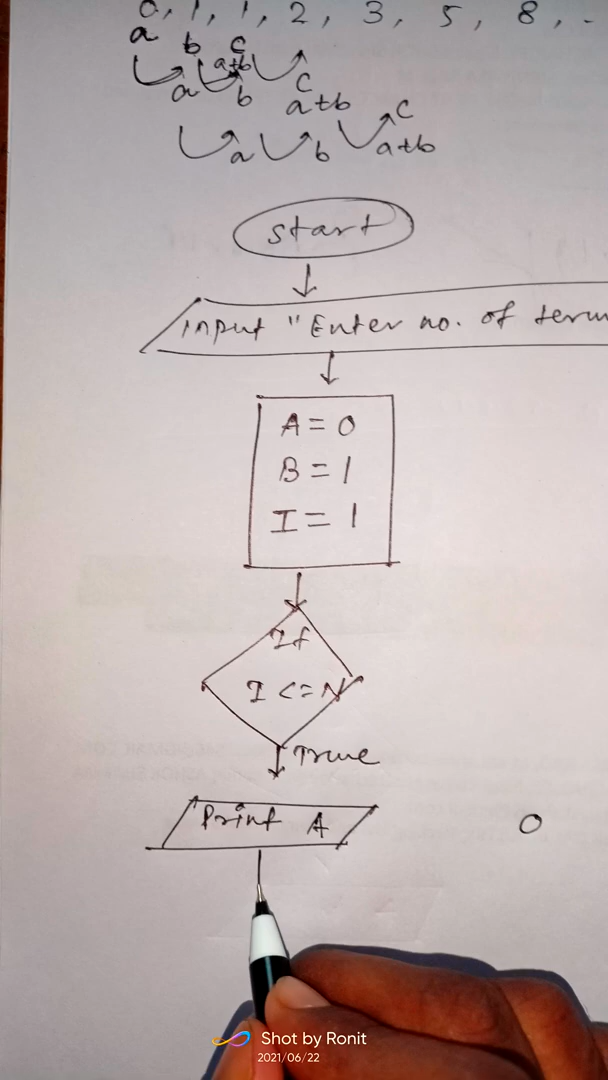 0, 1, 1, 2, 3, 5, 8, ..
a b c
a+b
a b c
a+b
c
a b a+b
Start
input "Enter no. of term
A = 0
B = 1
I = 1
If
I <= N
True
Print A
0
Shot by Ronit
2021/06/22